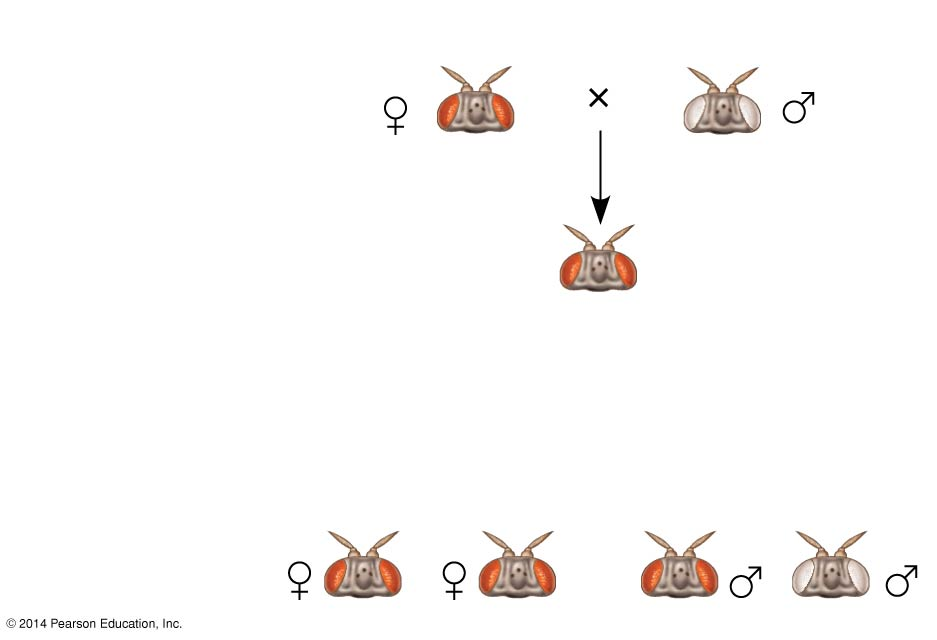 ♀ × ♂
♀ ♀ ♂ ♂
© 2014 Pearson Education, Inc.